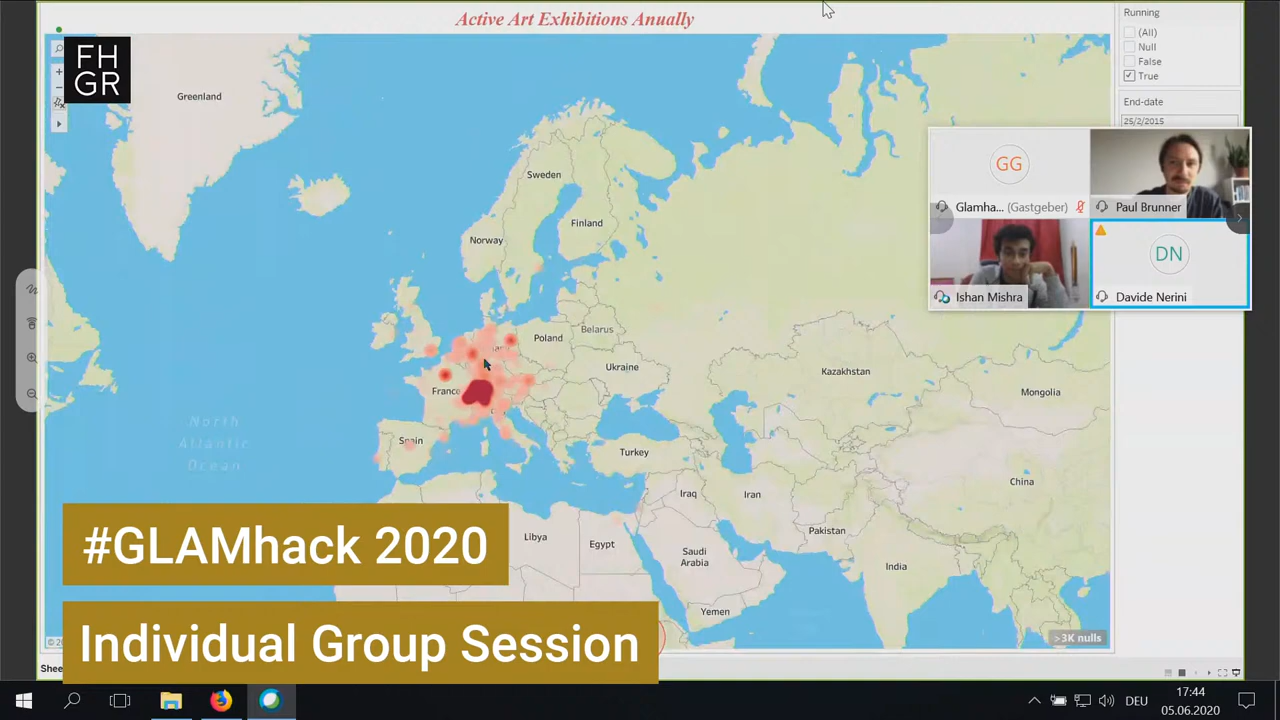 Active Art Exhibitions Anually
FH
GR
Running
(All)
Null
False
True
End-date
25/2/2015
Greenland
Sweden
Finland
Norway
Poland
Belarus
Ukraine
France
Spain
Turkey
Kazakhstan
Mongolia
China
Iraq
Iran
Pakistan
India
Libya
Egypt
Saudi
Arabia
Yemen
North
Atlantic
Ocean
GG
Glamha... (Gastgeber)
Paul Brunner
Ishan Mishra
DN
Davide Nerini
#GLAMhack 2020
Individual Group Session
>3K nulls
Shee
DEU
17:44
05.06.2020